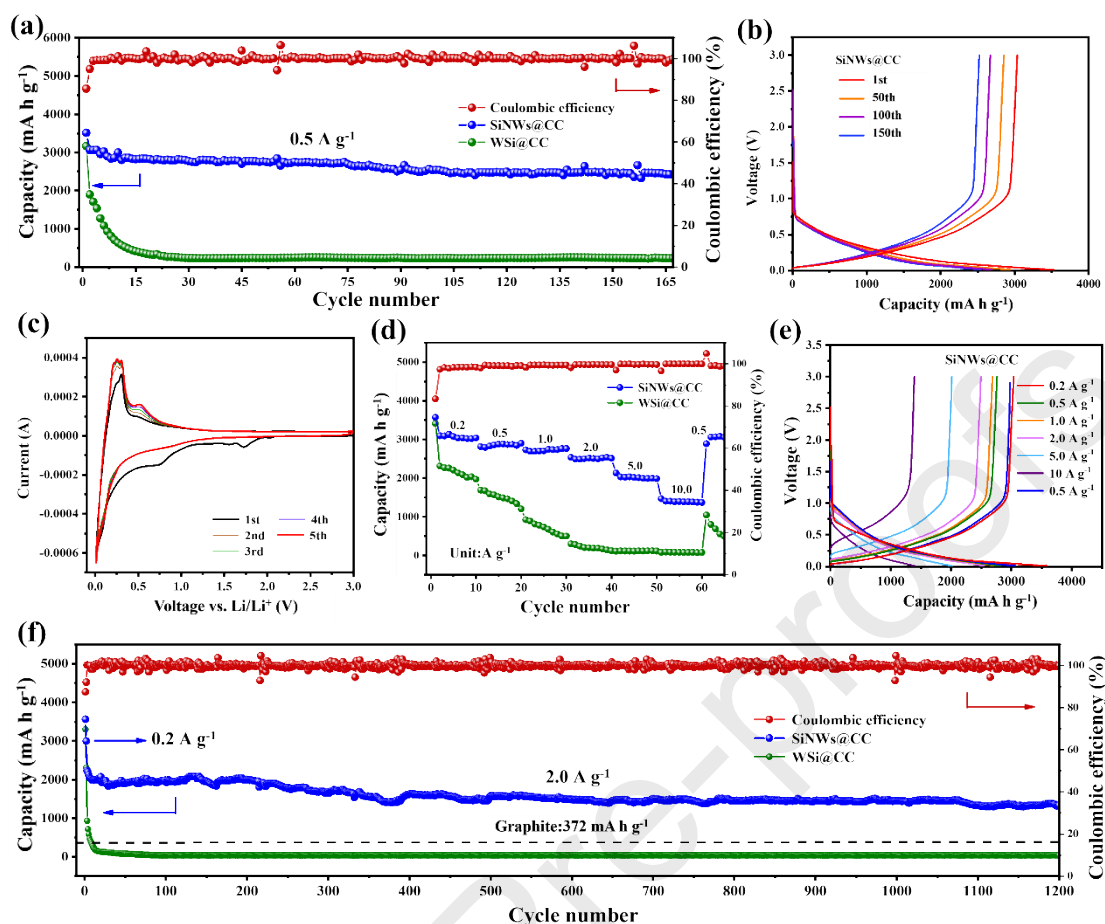 (a)
6000
5500
5000
4500
4000
3500
3000
2500
2000
1500
1000
500
0
Capacity (mA h g⁻¹)
100
80
60
40
20
0
Coulombic efficiency (%)
Coulombic efficiency
SiNWs@CC
WSi@CC
0.5 A g⁻¹
1 15 30 45 60 75 90 105 120 135 150 165
Cycle number
(b)
SiNWs@CC
1st
50th
100th
150th
3.0
2.5
2.0
1.5
1.0
0.5
0.0
Voltage (V)
0 1000 2000 3000 4000
Capacity (mA h g⁻¹)
(c)
0.0004
0.0002
0.0000
-0.0002
-0.0004
-0.0006
Current (A)
1st 4th
2nd 5th
3rd
0.0 0.5 1.0 1.5 2.0 2.5 3.0
Voltage vs. Li/Li⁺ (V)
(d)
5000
4000
3000
2000
1000
0
Capacity (mA h g⁻¹)
100
80
60
40
20
0
Coulombic efficiency (%)
SiNWs@CC
WSi@CC
0.2 0.5 1.0 2.0 5.0 10.0 0.5
Unit:A g⁻¹
0 10 20 30 40 50 60
Cycle number
(e)
SiNWs@CC
0.2 A g⁻¹
0.5 A g⁻¹
1.0 A g⁻¹
2.0 A g⁻¹
5.0 A g⁻¹
10 A g⁻¹
0.5 A g⁻¹
3.5
3.0
2.5
2.0
1.5
1.0
0.5
0.0
Voltage (V)
0 1000 2000 3000 4000
Capacity (mA h g⁻¹)
(f)
5000
4000
3000
2000
1000
0
Capacity (mA h g⁻¹)
100
80
60
40
20
0
Coulombic efficiency (%)
0.2 A g⁻¹
Coulombic efficiency
SiNWs@CC
WSi@CC
2.0 A g⁻¹
Graphite:372 mA h g⁻¹
0 100 200 300 400 500 600 700 800 900 1000 1100 1200
Cycle number
Pre-proofs